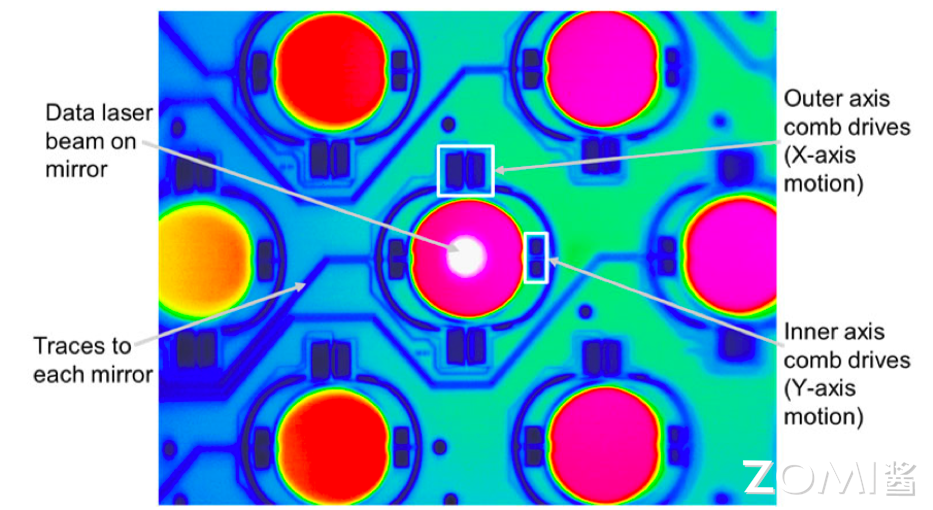 Data laser
beam on
mirror
Traces to
each mirror
Outer axis
comb drives
(X-axis
motion)
Inner axis
comb drives
(Y-axis
motion)
ZOMI酱